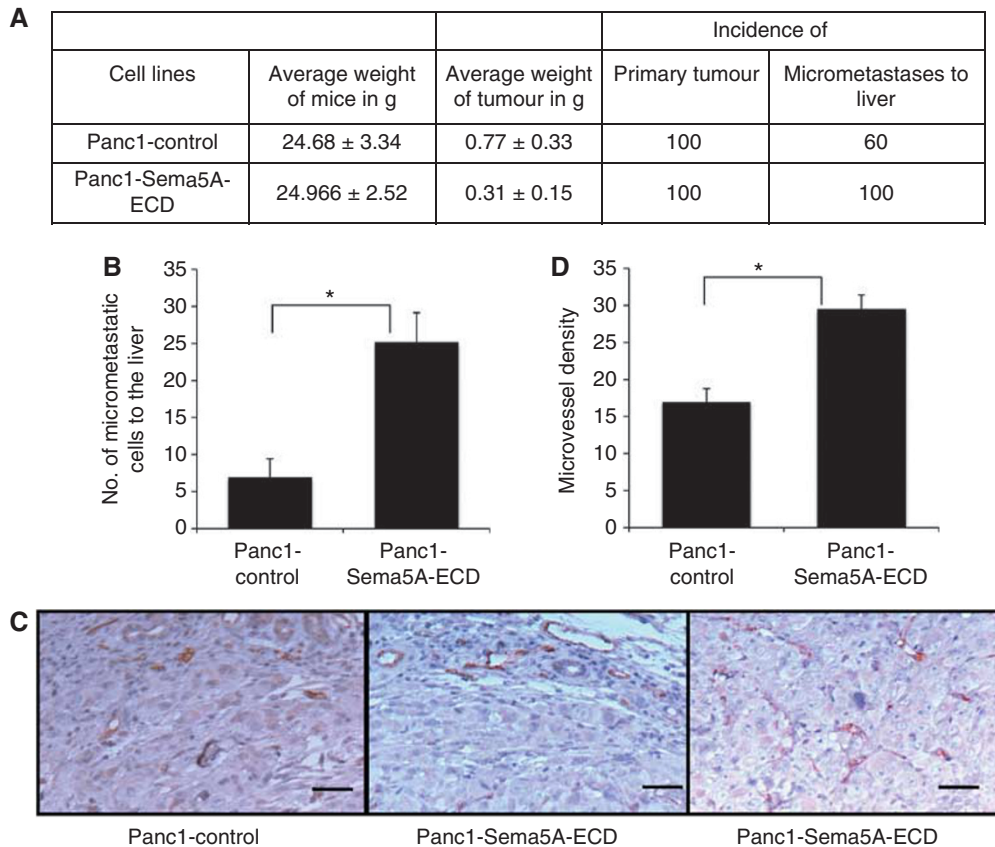 A
Incidence of
Cell lines
Average weight
of mice in g
Average weight
of tumour in g
Primary tumour
Micrometastases to
liver
Panc1-control
24.68 ± 3.34
0.77 ± 0.33
100
60
Panc1-Sema5A-
ECD
24.966 ± 2.52
0.31 ± 0.15
100
100
B
No. of micrometastatic
cells to the liver
35
30
25
20
15
10
5
0
*
Panc1-
control
Panc1-
Sema5A-ECD
D
Microvessel density
35
30
25
20
15
10
5
0
*
Panc1-
control
Panc1-
Sema5A-ECD
C
Panc1-control
Panc1-Sema5A-ECD
Panc1-Sema5A-ECD